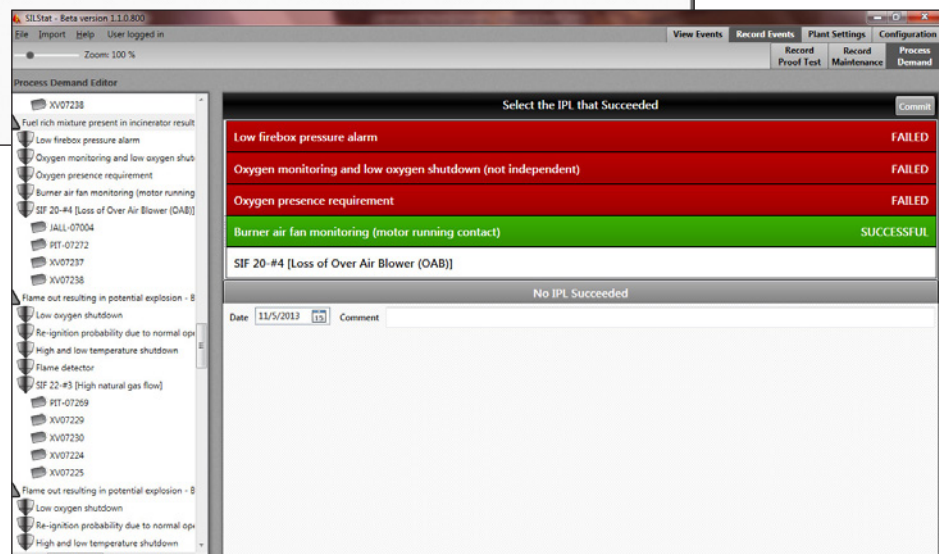 SILStat - Beta version 1.1.0.800
File Import Help User logged in
View Events Record Events Plant Settings Configuration
Zoom: 100 %
Record Proof Test
Record Maintenance
Process Demand
Process Demand Editor
XV07238
Fuel rich mixture present in incinerator result
Low firebox pressure alarm
Oxygen monitoring and low oxygen shut
Oxygen presence requirement
Burner air fan monitoring (motor running
SIF 20-#4 [Loss of Over Air Blower (OAB)]
JALL-07004
PIT-07272
XV07237
XV07238
Flame out resulting in potential explosion - B
Low oxygen shutdown
Re-ignition probability due to normal ope
High and low temperature shutdown
Flame detector
SIF 22-#3 [High natural gas flow]
PIT-07269
XV07229
XV07230
XV07224
XV07225
Flame out resulting in potential explosion - B
Low oxygen shutdown
Re-ignition probability due to normal ope
High and low temperature shutdown
Select the IPL that Succeeded
Commit
Low firebox pressure alarm FAILED
Oxygen monitoring and low oxygen shutdown (not independent) FAILED
Oxygen presence requirement FAILED
Burner air fan monitoring (motor running contact) SUCCESSFUL
SIF 20-#4 [Loss of Over Air Blower (OAB)]
No IPL Succeeded
Date 11/5/2013 15 Comment